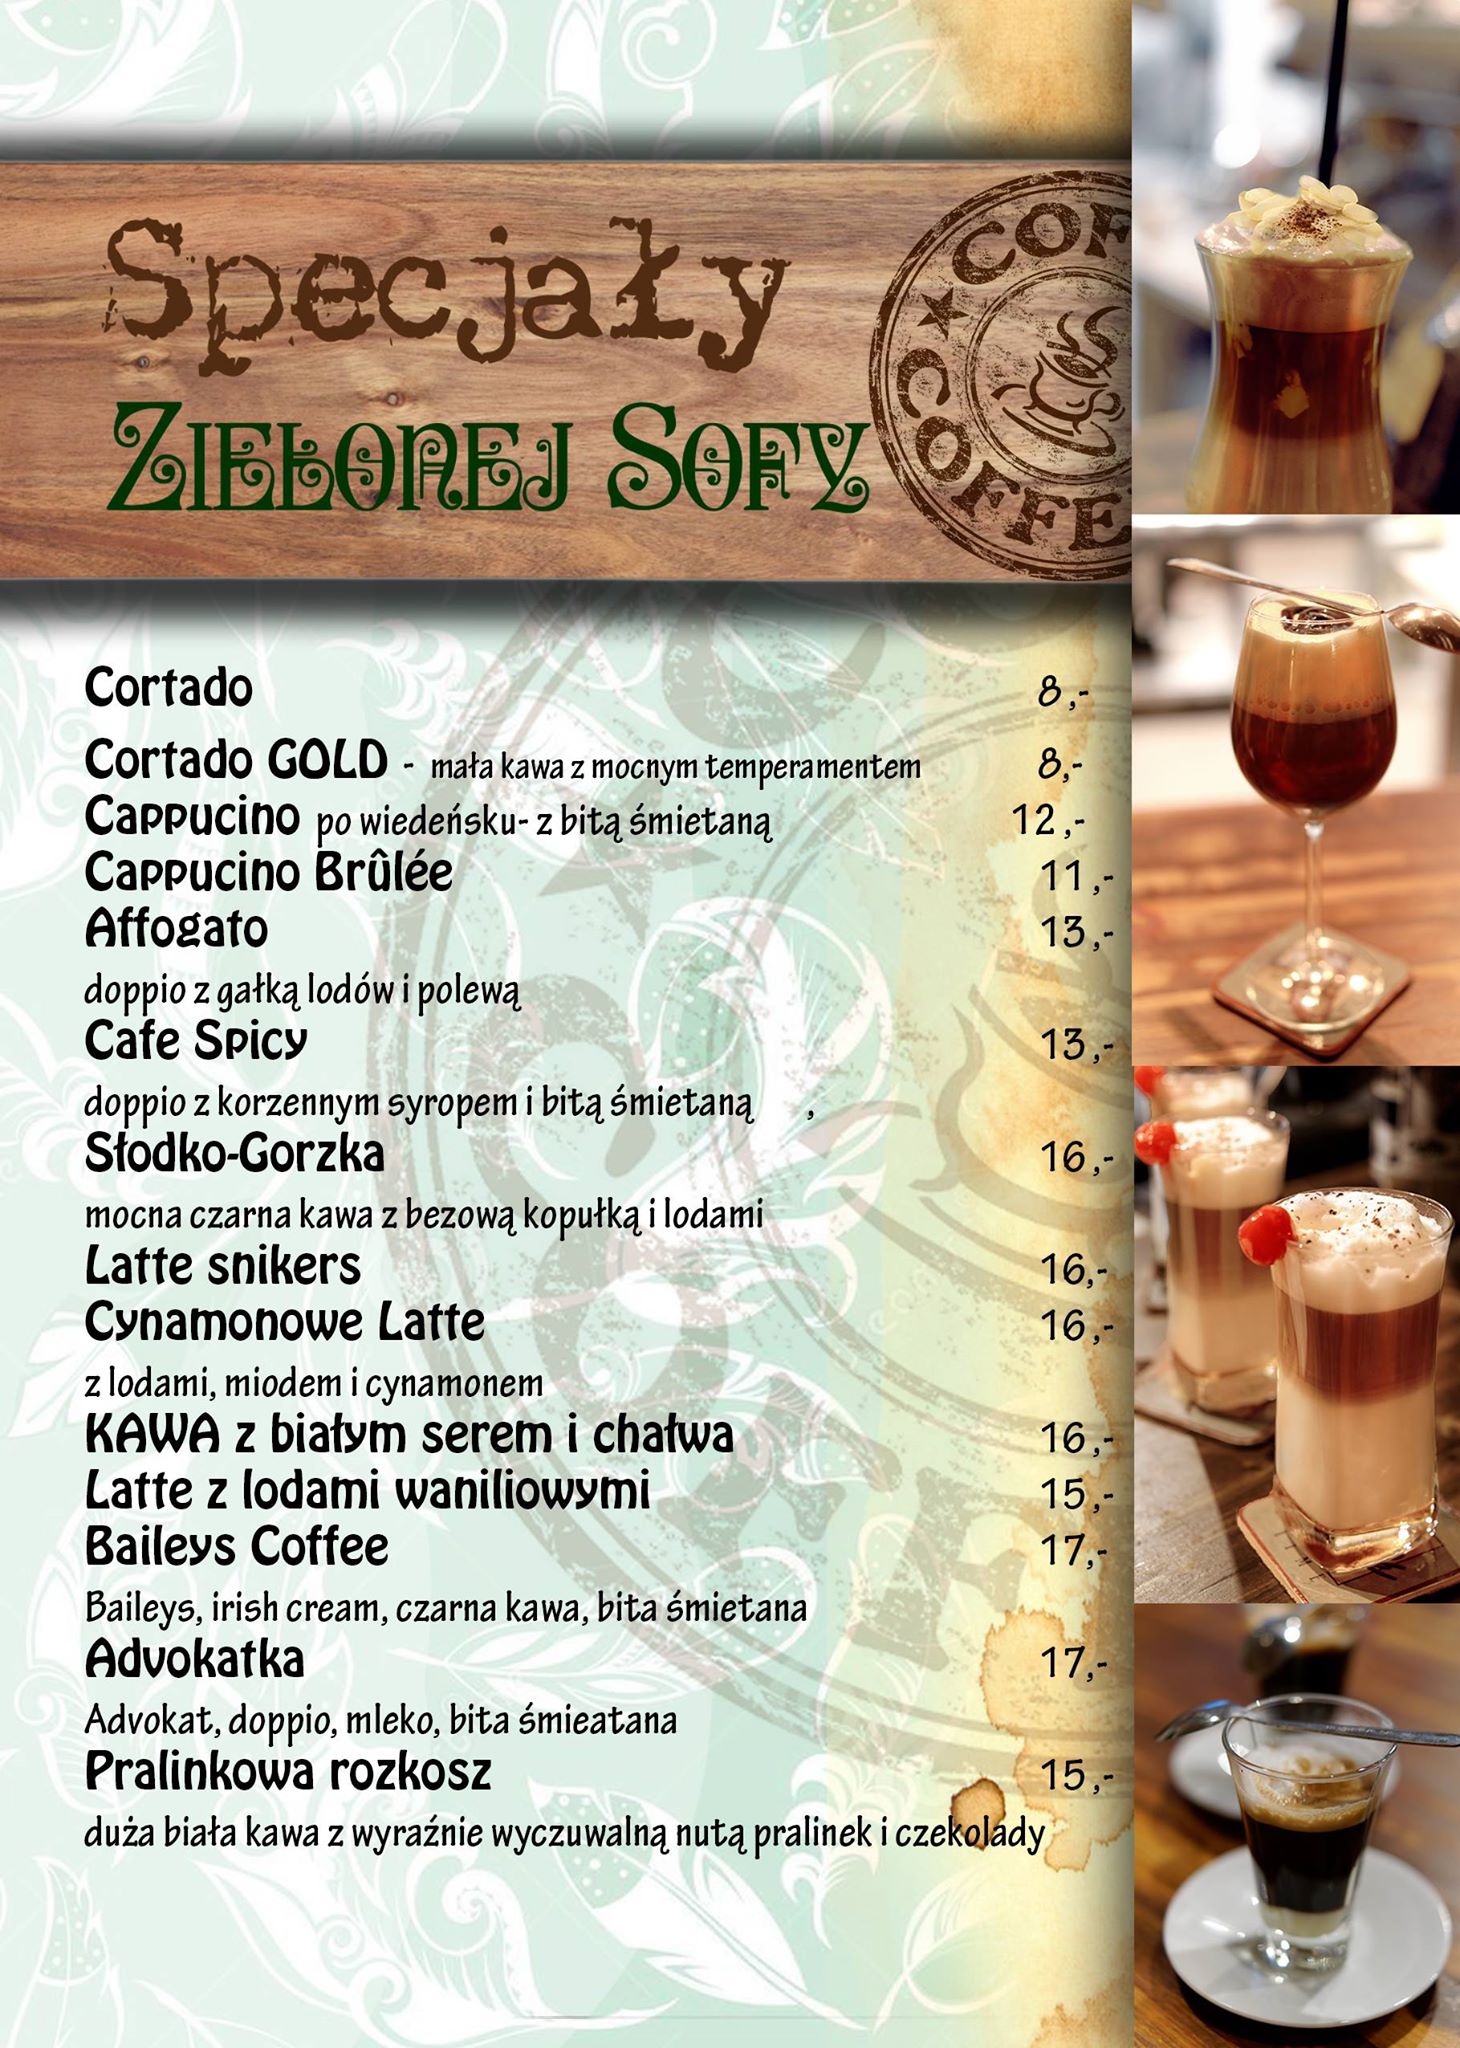 Specjały
ZIELONEJ SOFY
COFFEE
COFFEE
Cortado 8,-
Cortado GOLD - mała kawa z mocnym temperamentem 8,-
Cappucino po wiedeńsku- z bitą śmietaną 12,-
Cappucino Brûlée 11,-
Affogato 13,-
doppio z gałką lodów i polewą
Cafe Spicy 13,-
doppio z korzennym syropem i bitą śmietaną ,
Słodko-Gorzka 16,-
mocna czarna kawa z bezową kopułką i lodami
Latte snikers 16,-
Cynamonowe Latte 16,-
z lodami, miodem i cynamonem
KAWA z białym serem i chałwa 16,-
Latte z lodami waniliowymi 15,-
Baileys Coffee 17,-
Baileys, irish cream, czarna kawa, bita śmietana
Advokatka 17,-
Advokat, doppio, mleko, bita śmieatana
Pralinkowa rozkosz 15,-
duża biała kawa z wyraźnie wyczuwalną nutą pralinek i czekolady